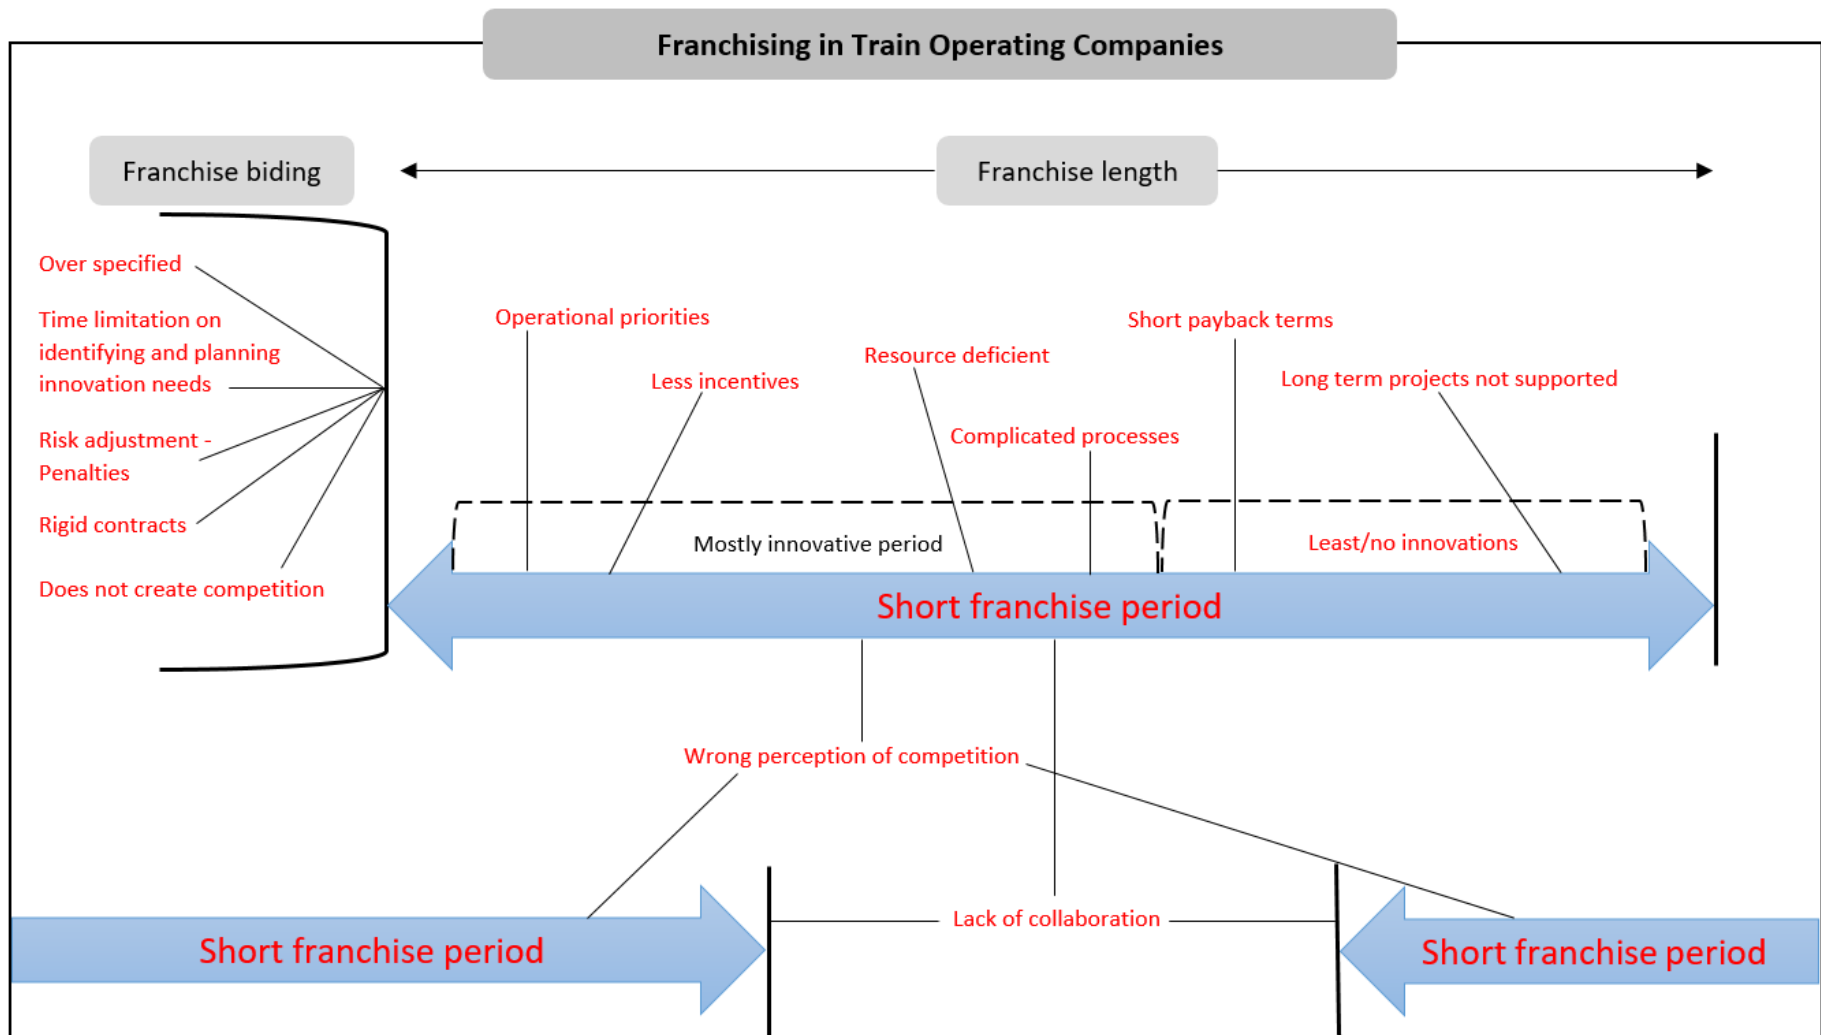 Franchising in Train Operating Companies
Franchise biding
Franchise length
Over specified
Time limitation on
identifying and planning
innovation needs
Risk adjustment -
Penalties
Rigid contracts
Does not create competition
Operational priorities
Less incentives
Resource deficient
Complicated processes
Short payback terms
Long term projects not supported
Mostly innovative period
Least/no innovations
Short franchise period
Wrong perception of competition
Lack of collaboration
Short franchise period
Short franchise period